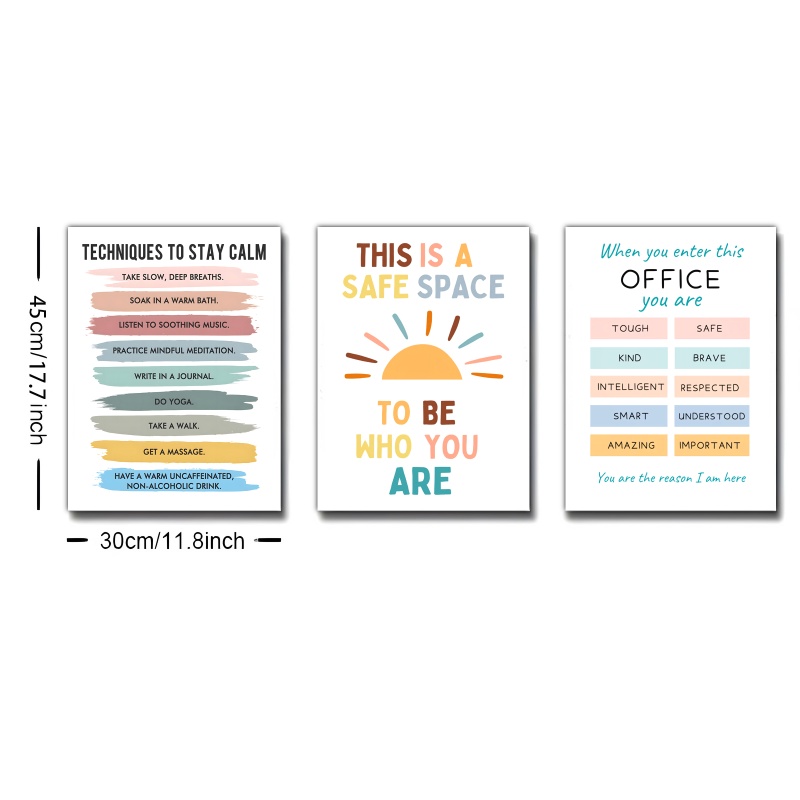 45cm/17.7inch
30cm/11.8inch
TECHNIQUES TO STAY CALM
TAKE SLOW, DEEP BREATHS.
SOAK IN A WARM BATH.
LISTEN TO SOOTHING MUSIC.
PRACTICE MINDFUL MEDITATION.
WRITE IN A JOURNAL.
DO YOGA.
TAKE A WALK.
GET A MASSAGE.
HAVE A WARM UNCAFFEINATED,
NON-ALCOHOLIC DRINK.
THIS IS A
SAFE SPACE
TO BE
WHO YOU
ARE
When you enter this
OFFICE
you are
TOUGH SAFE
KIND BRAVE
INTELLIGENT RESPECTED
SMART UNDERSTOOD
AMAZING IMPORTANT
You are the reason I am here